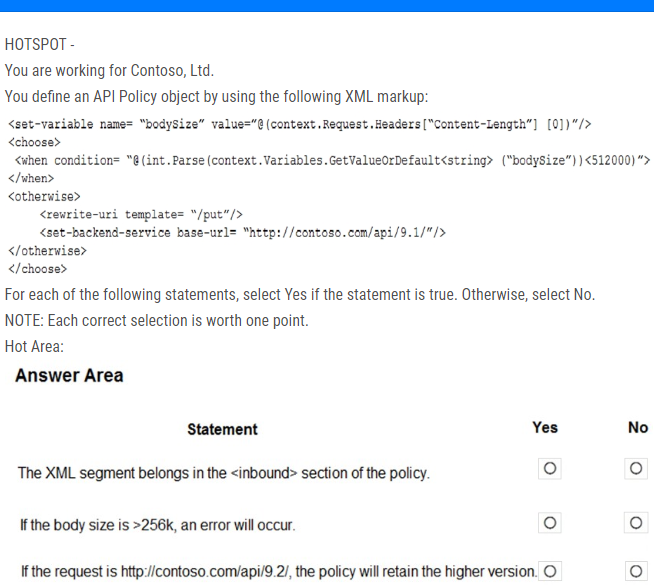 HOTSPOT -
You are working for Contoso, Ltd.
You define an API Policy object by using the following XML markup:
<set-variable name= “bodySize” value=“@(context.Request.Headers[“Content-Length”] [0])”/>
<choose>
<when condition= “@(int.Parse(context.Variables.GetValueOrDefault<string> (“bodySize”))<512000)”>
</when>
<otherwise>
<rewrite-uri template= “/put”/>
<set-backend-service base-url= “http://contoso.com/api/9.1/”/>
</otherwise>
</choose>
For each of the following statements, select Yes if the statement is true. Otherwise, select No.
NOTE: Each correct selection is worth one point.
Hot Area:
Answer Area
Statement Yes No
The XML segment belongs in the <inbound> section of the policy.
If the body size is >256k, an error will occur.
If the request is http://contoso.com/api/9.2/, the policy will retain the higher version.